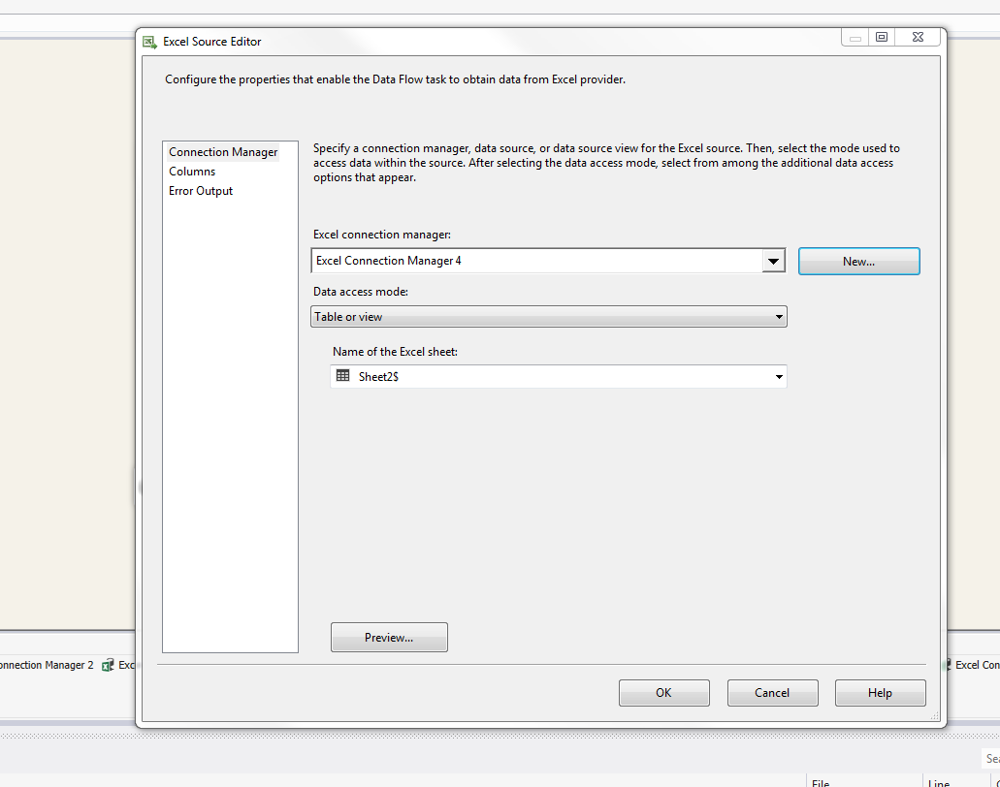 Excel Source Editor
Configure the properties that enable the Data Flow task to obtain data from Excel provider.
Connection Manager
Columns
Error Output
Specify a connection manager, data source, or data source view for the Excel source. Then, select the mode used to
access data within the source. After selecting the data access mode, select from among the additional data access
options that appear.
Excel connection manager:
Excel Connection Manager 4
New...
Data access mode:
Table or view
Name of the Excel sheet:
Sheet2$
Preview...
onnection Manager 2
Exc
Excel Con
OK
Cancel
Help
Sea
File
Line